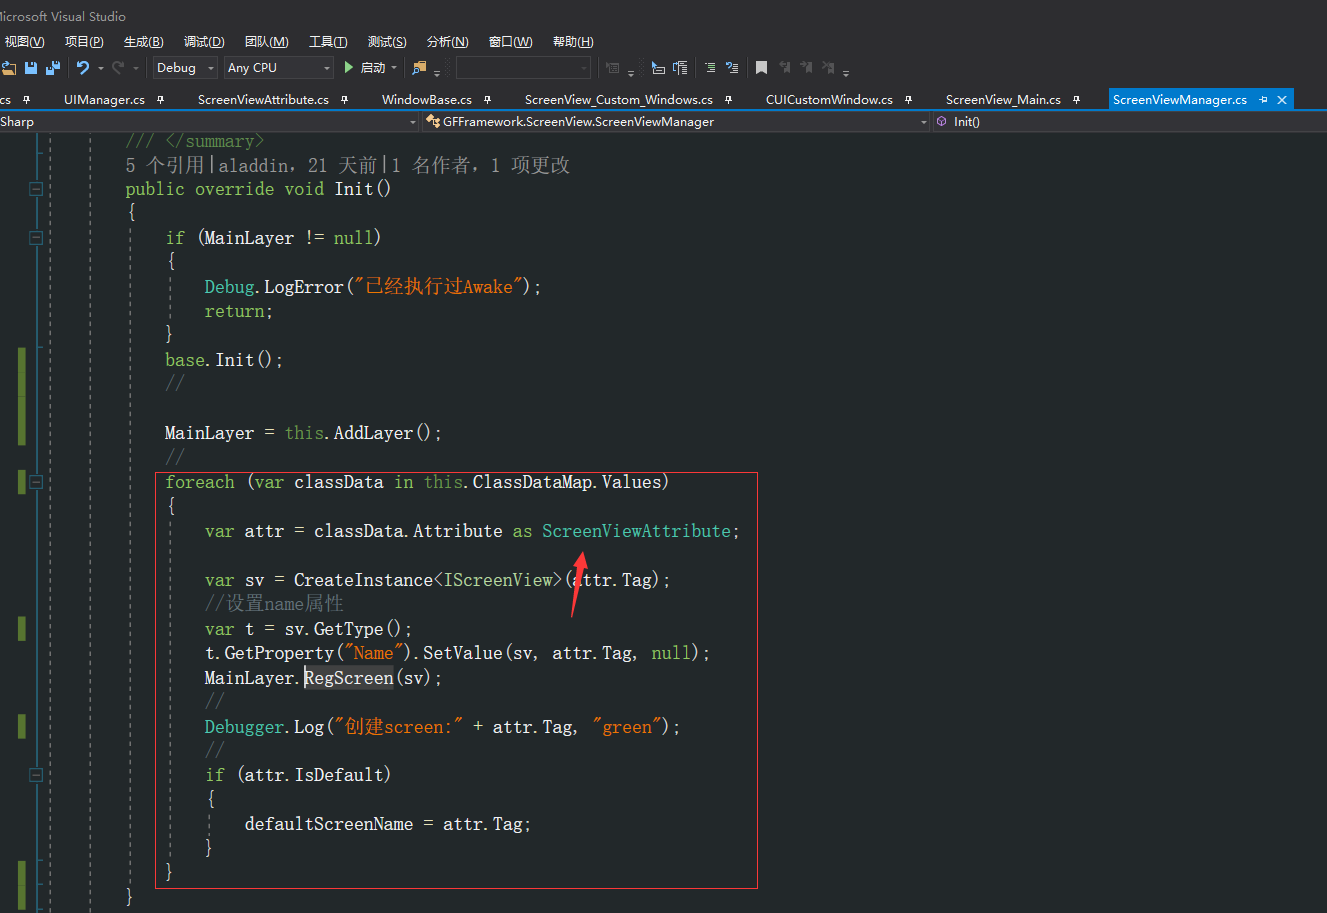 Microsoft Visual Studio
视图(V) 项目(P) 生成(B) 调试(D) 团队(M) 工具(T) 测试(S) 分析(N) 窗口(W) 帮助(H)
Debug Any CPU 启动
cs UIManager.cs ScreenViewAttribute.cs WindowBase.cs ScreenView_Custom_Windows.cs CUICustomWindow.cs ScreenView_Main.cs ScreenViewManager.cs
Sharp GFFramework.ScreenView.ScreenViewManager Init()
/// </summary>
5 个引用|aladdin，21 天前|1 名作者，1 项更改
public override void Init()
{
if (MainLayer != null)
{
Debug.LogError("已经执行过Awake");
return;
}
base.Init();
//
MainLayer = this.AddLayer();
//
foreach (var classData in this.ClassDataMap.Values)
{
var attr = classData.Attribute as ScreenViewAttribute;
var sv = CreateInstance<IScreenView>(attr.Tag);
//设置name属性
var t = sv.GetType();
t.GetProperty("Name").SetValue(sv, attr.Tag, null);
MainLayer.RegScreen(sv);
//
Debugger.Log("创建screen:" + attr.Tag, "green");
//
if (attr.IsDefault)
{
defaultScreenName = attr.Tag;
}
}
}